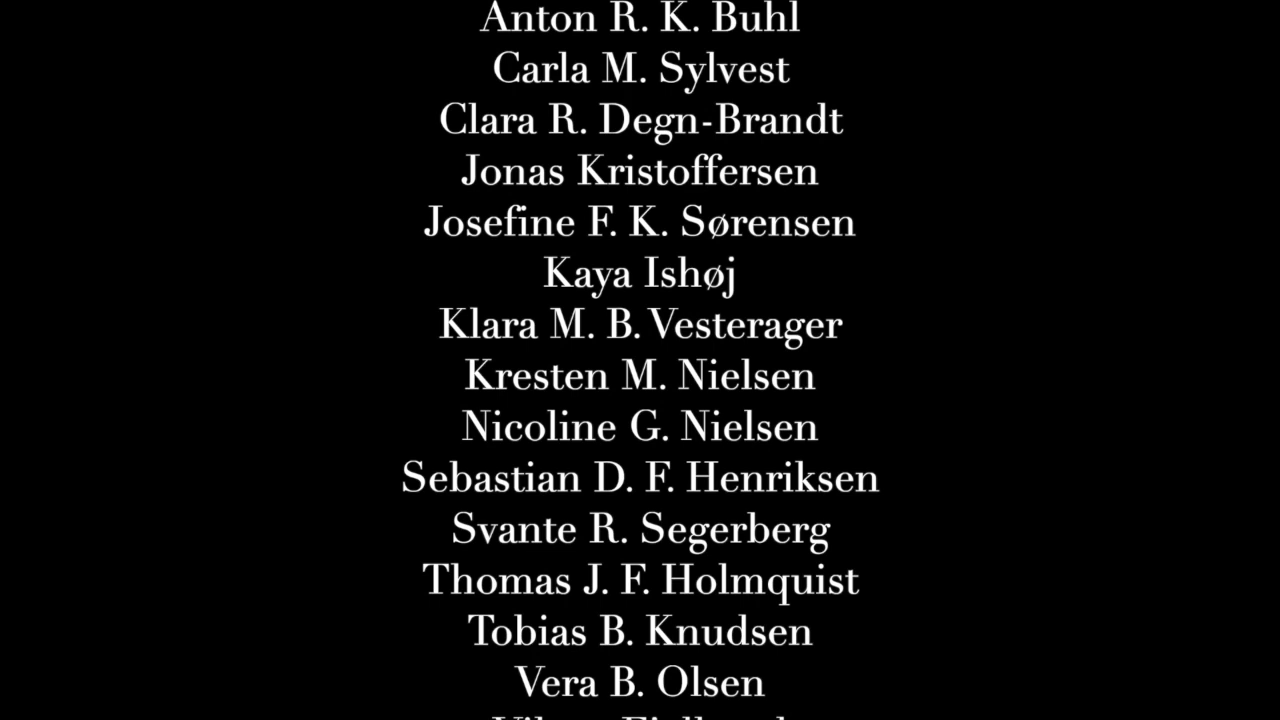 Anton R. K. Buhl
Carla M. Sylvest
Clara R. Degn-Brandt
Jonas Kristoffersen
Josefine F. K. Sørensen
Kaya Ishøj
Klara M. B. Vesterager
Kresten M. Nielsen
Nicoline G. Nielsen
Sebastian D. F. Henriksen
Svante R. Segerberg
Thomas J. F. Holmquist
Tobias B. Knudsen
Vera B. Olsen